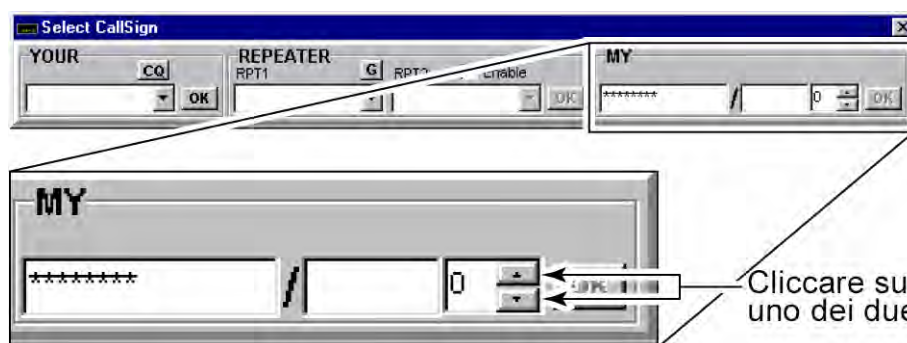 Select CallSign
YOUR
CQ
OK
REPEATER
RPT1
G
RPT2
Enable
OK
MY
********
/
0
OK
MY
********
/
0
Cliccare su
uno dei due